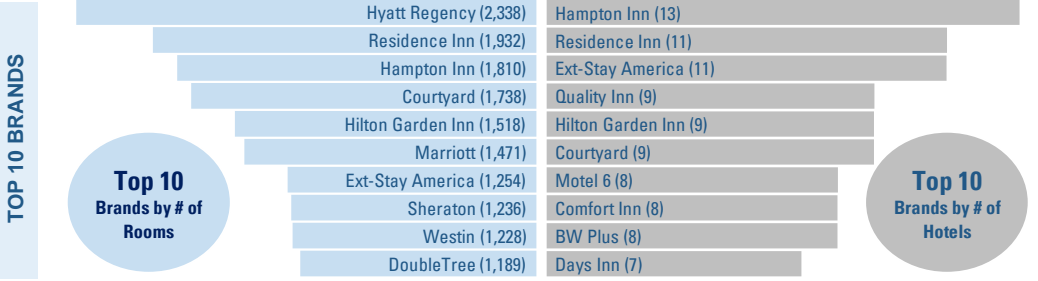 TOP 10 BRANDS
Hyatt Regency (2,338)
Residence Inn (1,932)
Hampton Inn (1,810)
Courtyard (1,738)
Hilton Garden Inn (1,518)
Marriott (1,471)
Ext-Stay America (1,254)
Sheraton (1,236)
Westin (1,228)
DoubleTree (1,189)
Top 10
Brands by # of
Rooms
Hampton Inn (13)
Residence Inn (11)
Ext-Stay America (11)
Quality Inn (9)
Hilton Garden Inn (9)
Courtyard (9)
Motel 6 (8)
Comfort Inn (8)
BW Plus (8)
Days Inn (7)
Top 10
Brands by # of
Hotels